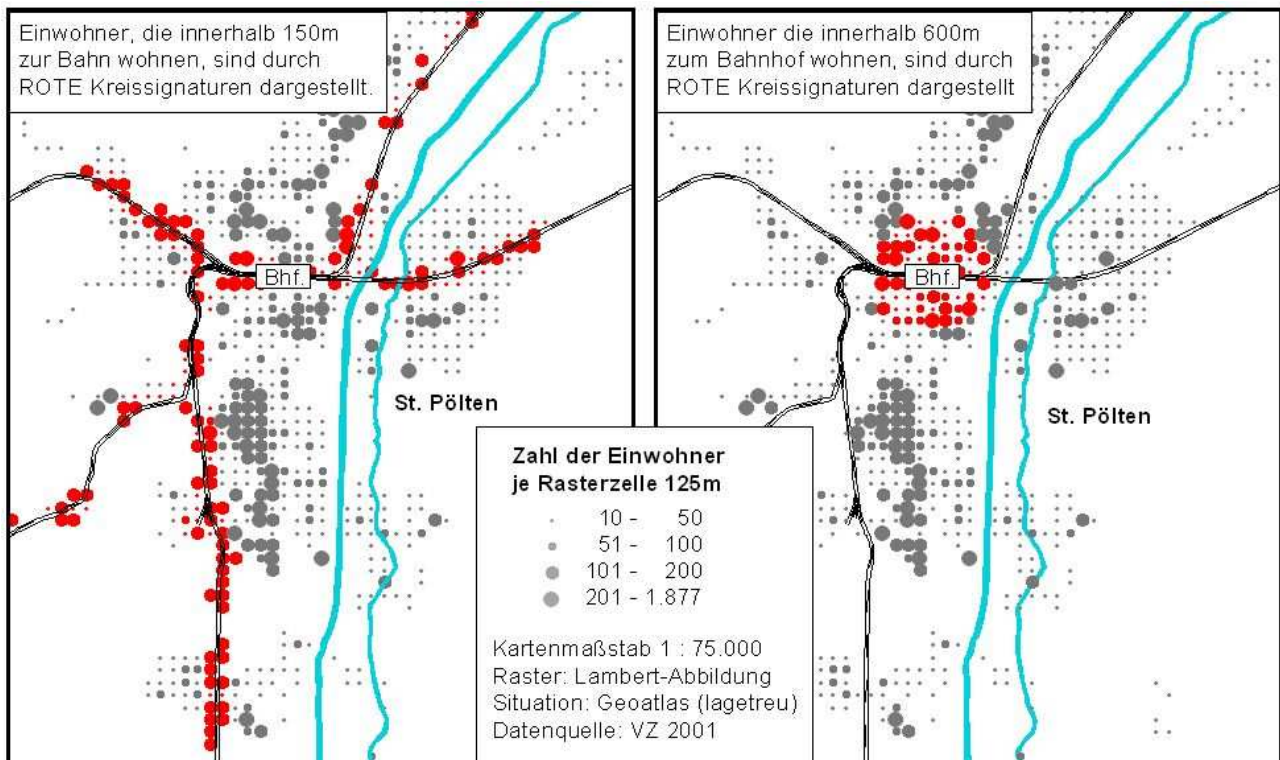 Einwohner, die innerhalb 150m
zur Bahn wohnen, sind durch
ROTE Kreissignaturen dargestellt.
Bhf.
St. Pölten
Einwohner die innerhalb 600m
zum Bahnhof wohnen, sind durch
ROTE Kreissignaturen dargestellt
Bhf.
St. Pölten
Zahl der Einwohner
je Rasterzelle 125m
10 - 50
51 - 100
101 - 200
201 - 1.877
Kartenmaßstab 1 : 75.000
Raster: Lambert-Abbildung
Situation: Geoatlas (lagetreu)
Datenquelle: VZ 2001